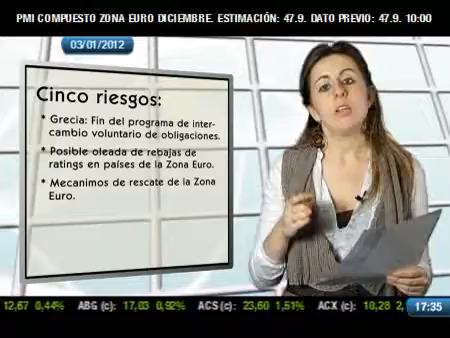 PMI COMPUESTO ZONA EURO DICIEMBRE. ESTIMACIÓN: 47.9. DATO PREVIO: 47.9. 10:00
03/01/2012
Cinco riesgos:
* Grecia: Fin del programa de inter-
cambio voluntario de obligaciones.
* Posible oleada de rebajas de
ratings en países de la Zona Euro.
* Mecanimos de rescate de la Zona
Euro.
12,67 0,44% ABG (c): 17,03 0,92% ACS (c): 23,60 1,51% ACX (c): 10,28 2,
17:35